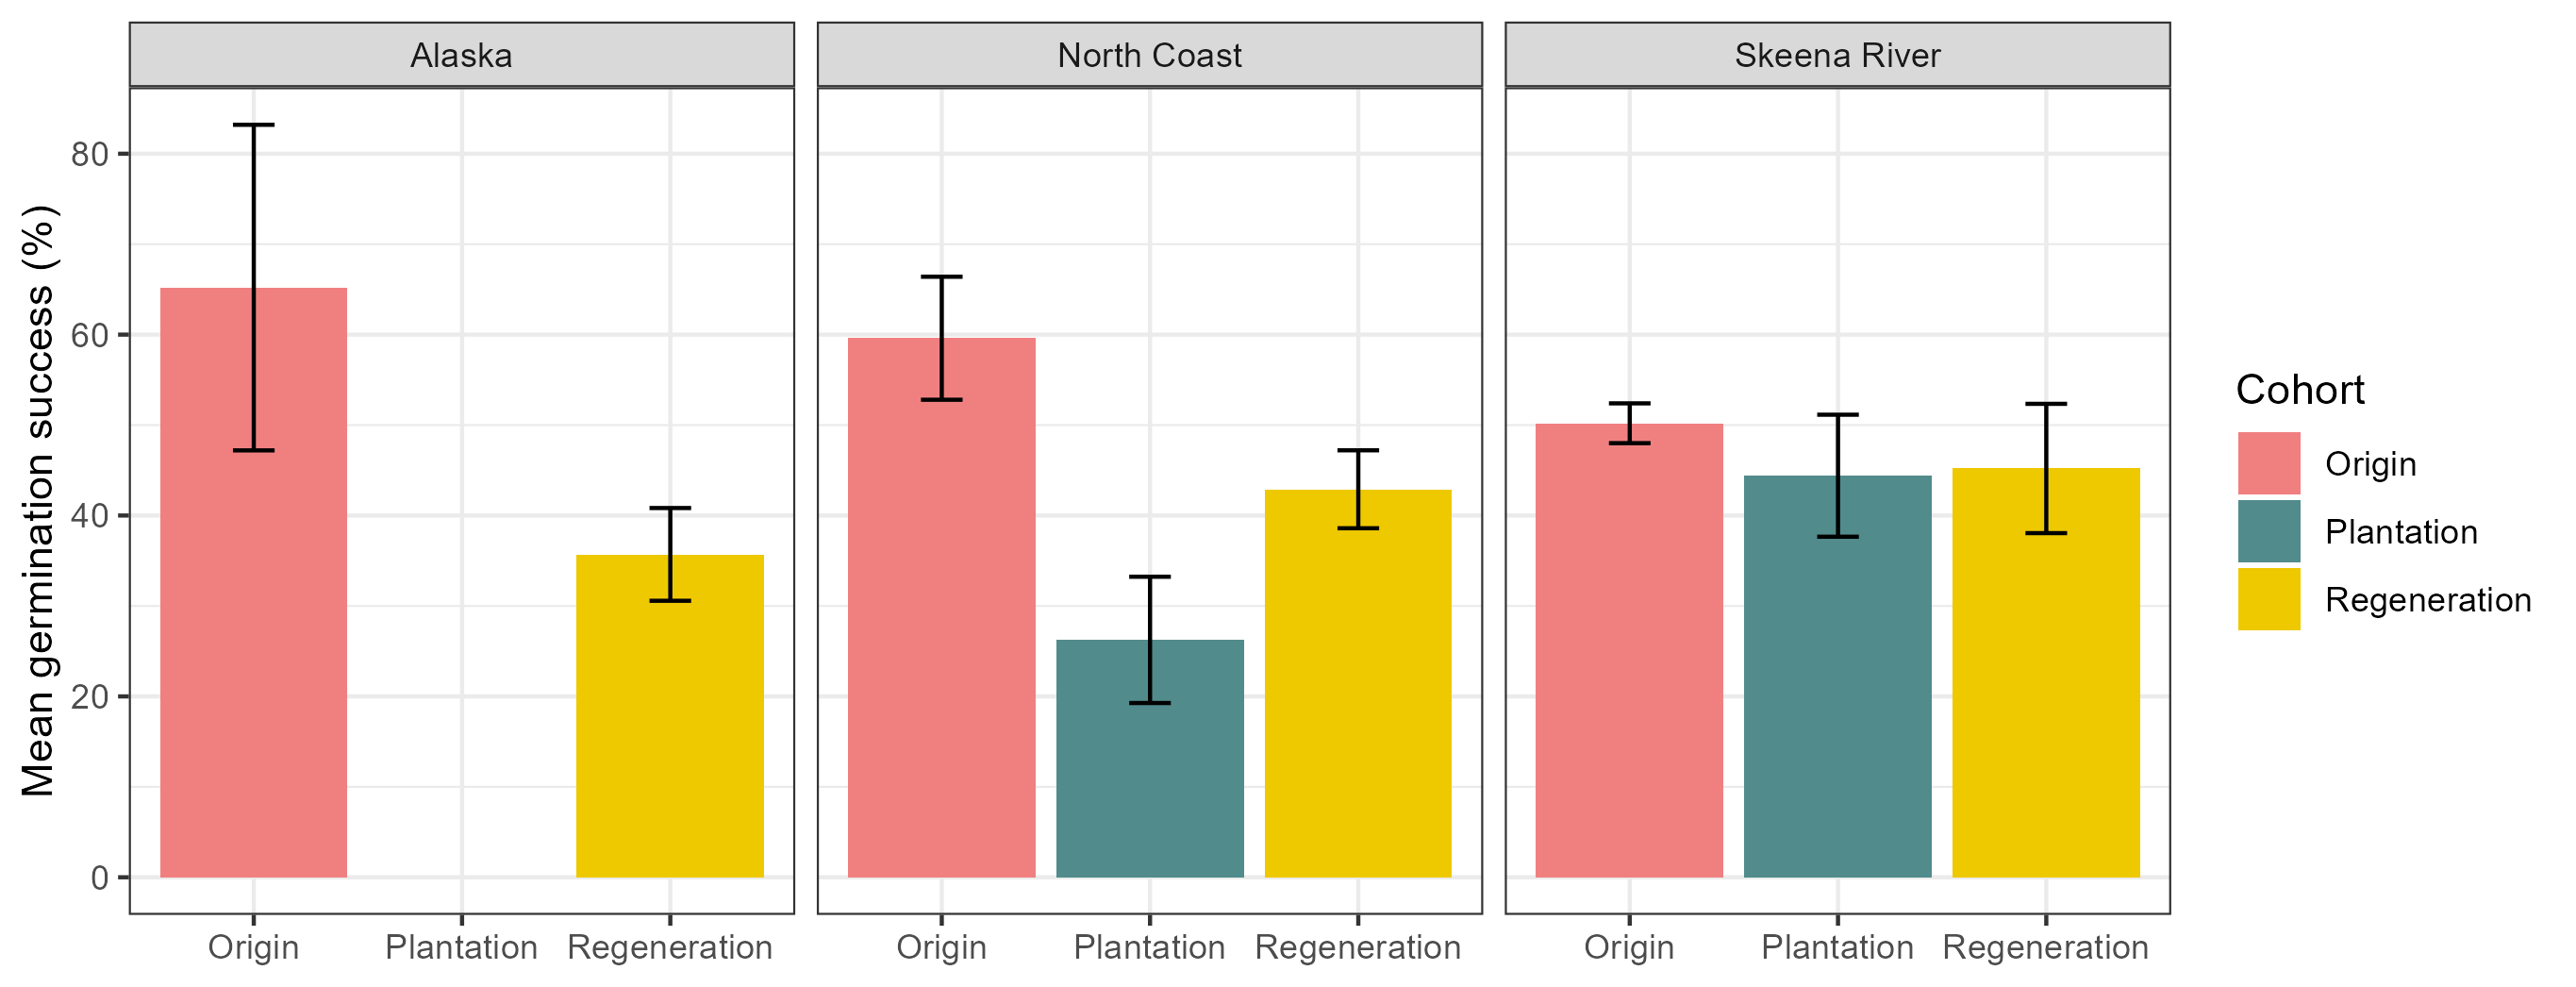 Alaska
North Coast
Skeena River
Mean germination success (%)
80
60
40
20
0
Origin
Plantation
Regeneration
Origin
Plantation
Regeneration
Origin
Plantation
Regeneration
Cohort
Origin
Plantation
Regeneration